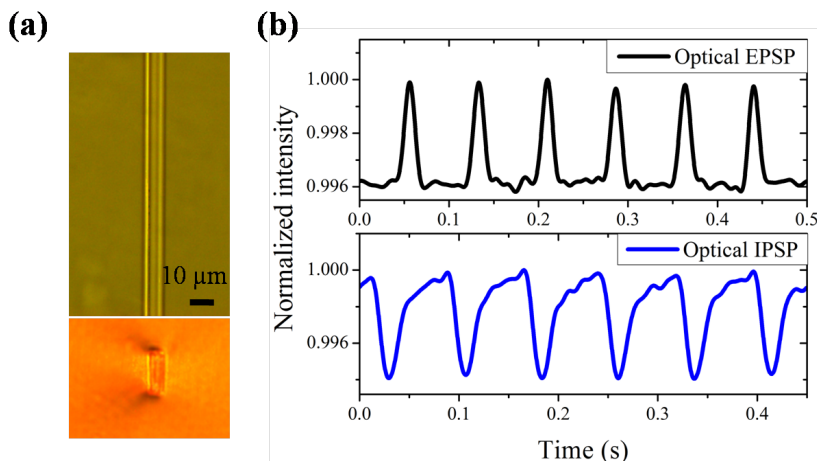 (a)
(b)
10 µm
Normalized intensity
Optical EPSP
1.000
0.998
0.996
0.0 0.1 0.2 0.3 0.4 0.5
Optical IPSP
1.000
0.996
0.0 0.1 0.2 0.3 0.4
Time (s)